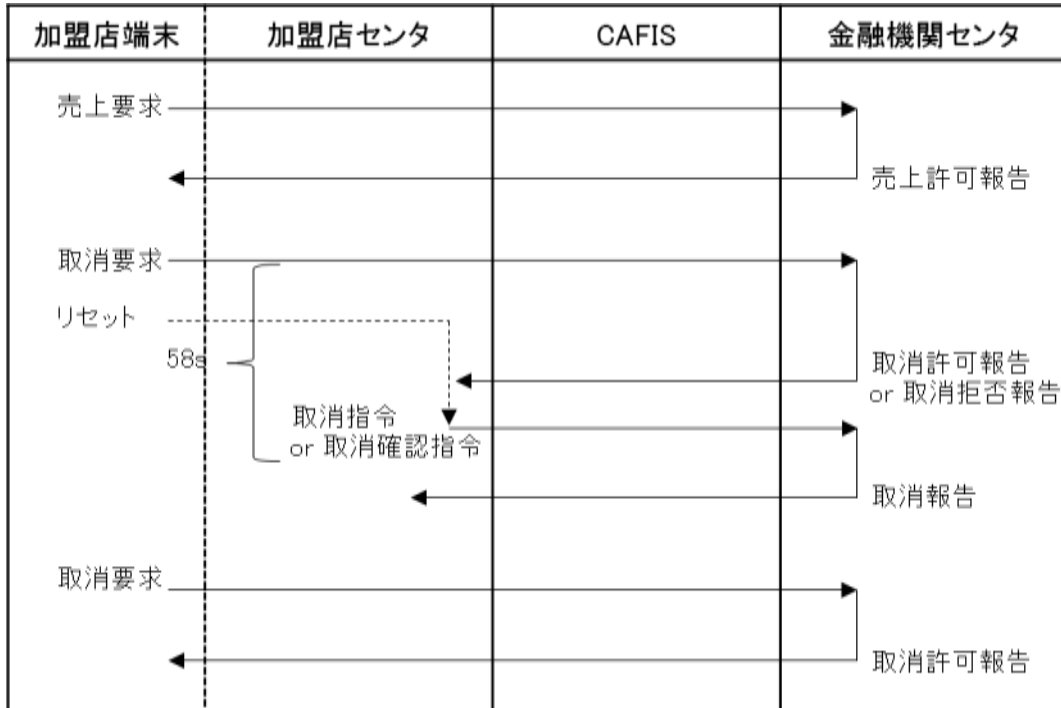 加盟店端末
加盟店センタ
CAFIS
金融機関センタ
売上要求
売上許可報告
取消要求
リセット
58s
取消許可報告
or 取消拒否報告
取消指令
or 取消確認指令
取消報告
取消要求
取消許可報告